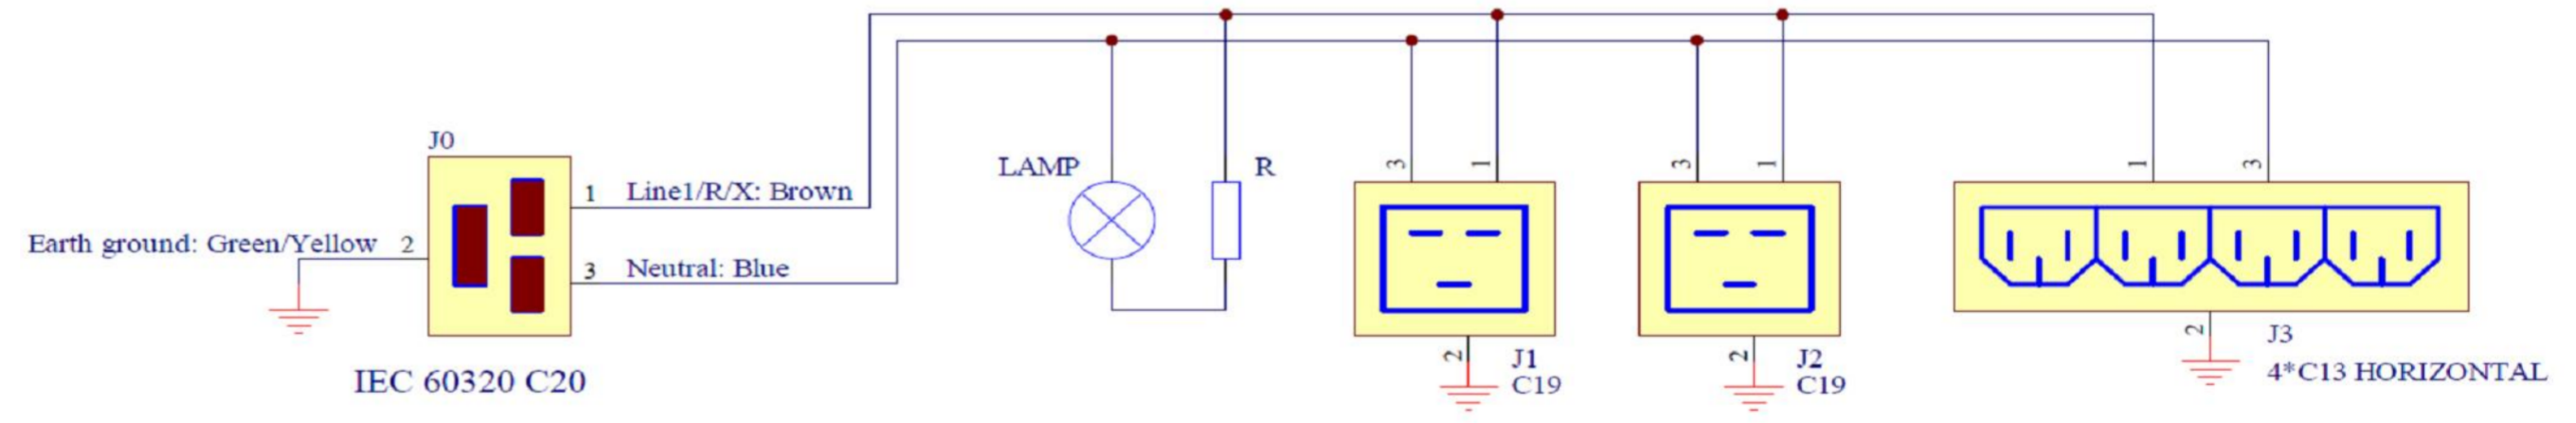 J0
1 Line1/R/X: Brown
Earth ground: Green/Yellow 2
3 Neutral: Blue
IEC 60320 C20
LAMP
R
3 1
2
J1
C19
3 1
2
J2
C19
1 3
2
J3
4*C13 HORIZONTAL